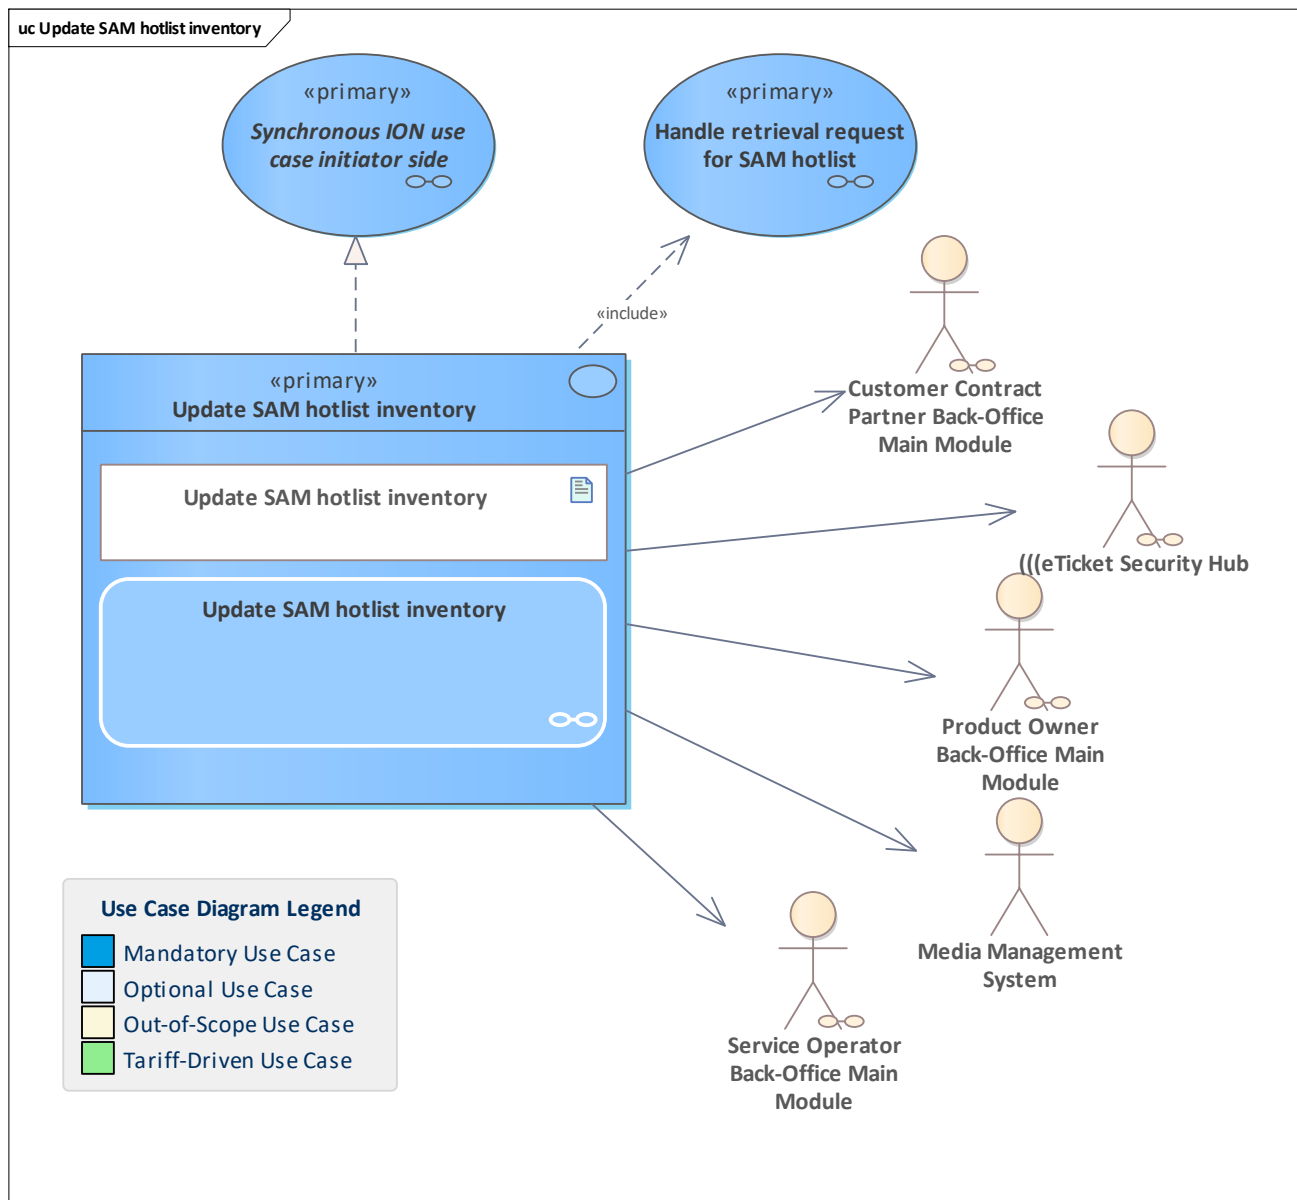 uc Update SAM hotlist inventory
«primary»
Synchronous ION use
case initiator side
«primary»
Handle retrieval request
for SAM hotlist
«include»
«primary»
Update SAM hotlist inventory
Update SAM hotlist inventory
Update SAM hotlist inventory
Customer Contract
Partner Back-Office
Main Module
(((eTicket Security Hub
Product Owner
Back-Office Main
Module
Media Management
System
Service Operator
Back-Office Main
Module
Use Case Diagram Legend
Mandatory Use Case
Optional Use Case
Out-of-Scope Use Case
Tariff-Driven Use Case